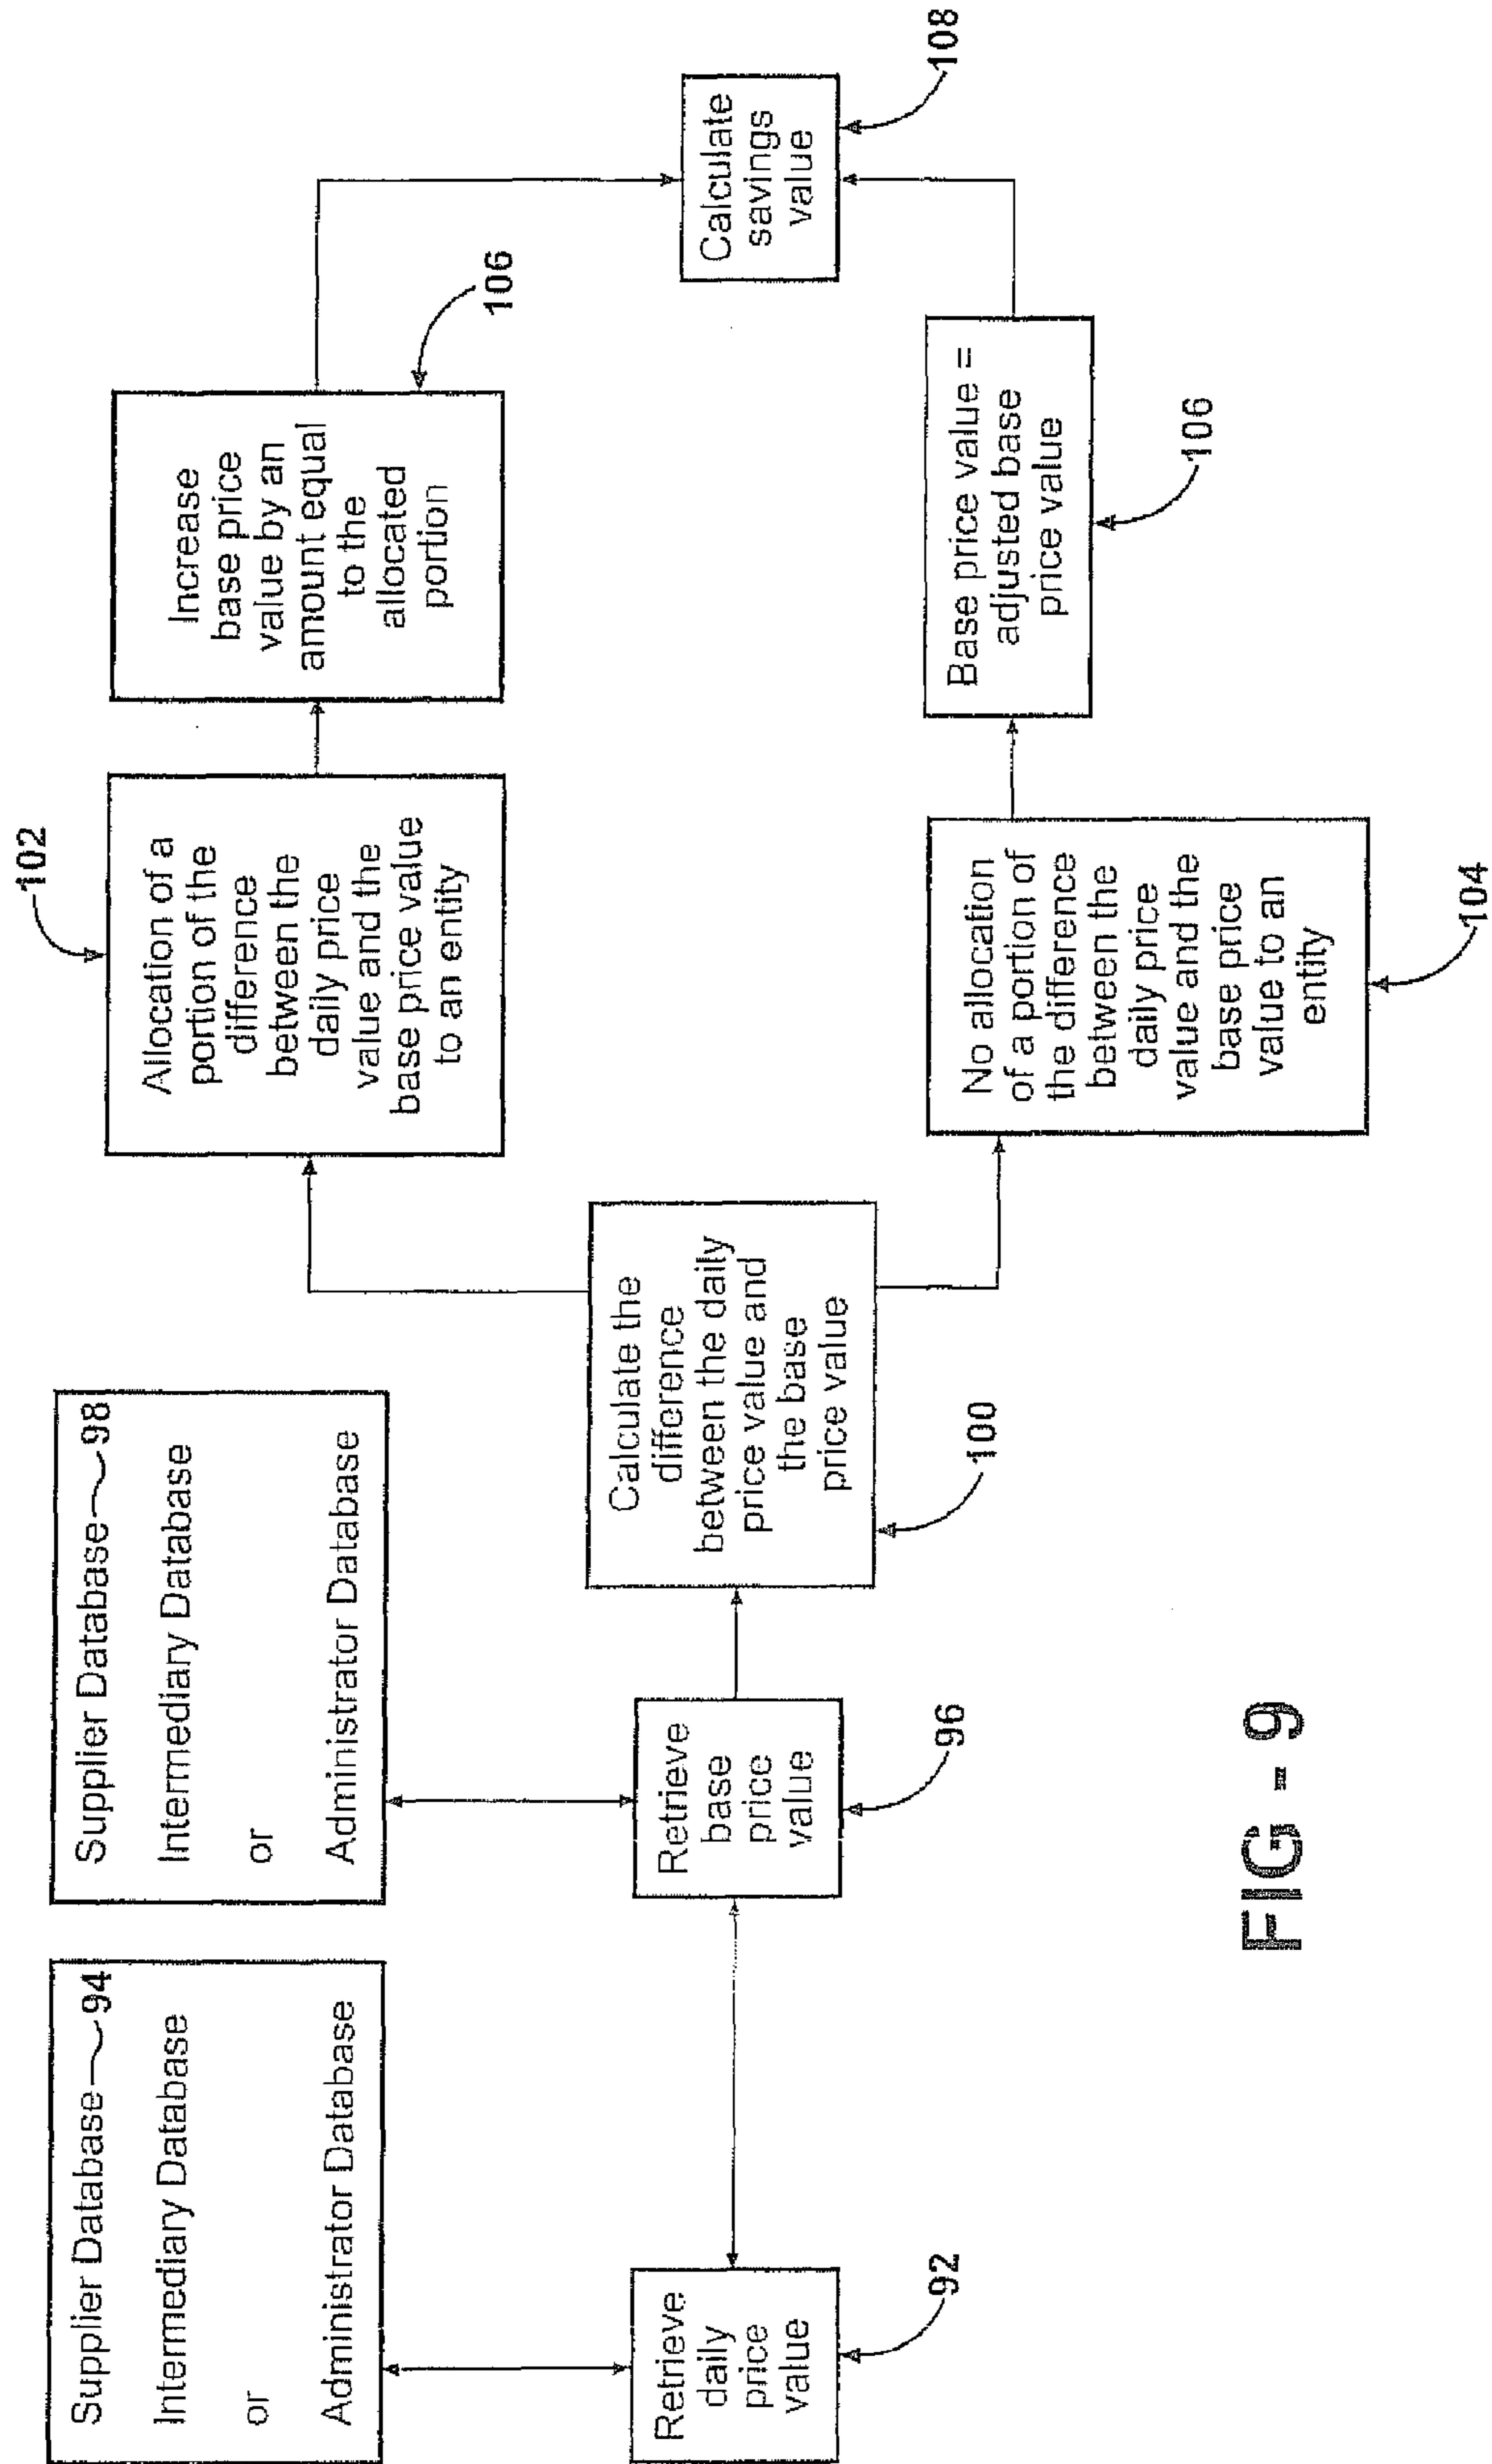 Supplier Database 94
Intermediary Database
or
Administrator Database
Retrieve
daily
price
value
92
Supplier Database 98
Intermediary Database
or
Administrator Database
Retrieve
base
price
value
96
Calculate the
difference
between the daily
price value and
the base
price value
100
102
Allocation of a
portion of the
difference
between the
daily price
value and the
base price value
to an entity
Increase
base price
value by an
amount equal
to the
allocated
portion
106
No allocation
of a portion of
the difference
between the
daily price
value and the
base price
value to an
entity
104
Base price value =
adjusted base
price value
106
Calculate
savings
value
108
FIG - 9